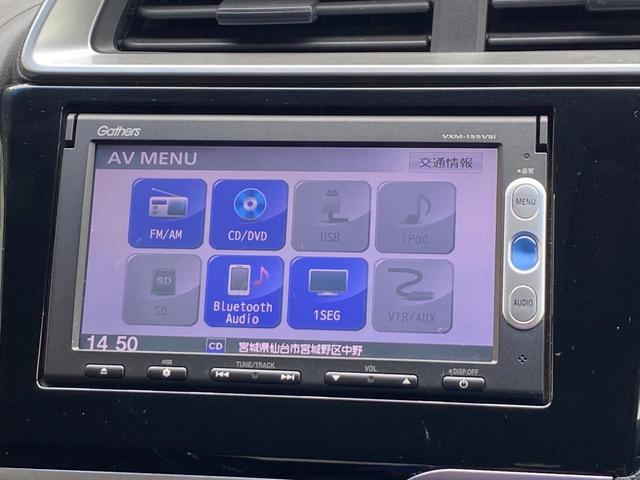 Gathers
VXM-155VSi
AV MENU
交通情報
画質
MENU
FM/AM
CD/DVD
USB
iPod
SD
Bluetooth
Audio
1SEG
VTR/AUX
AUDIO
14 50
CD
宮城県仙台市宮城野区中野
TUNE/TRACK
VOL
DISP.OFF